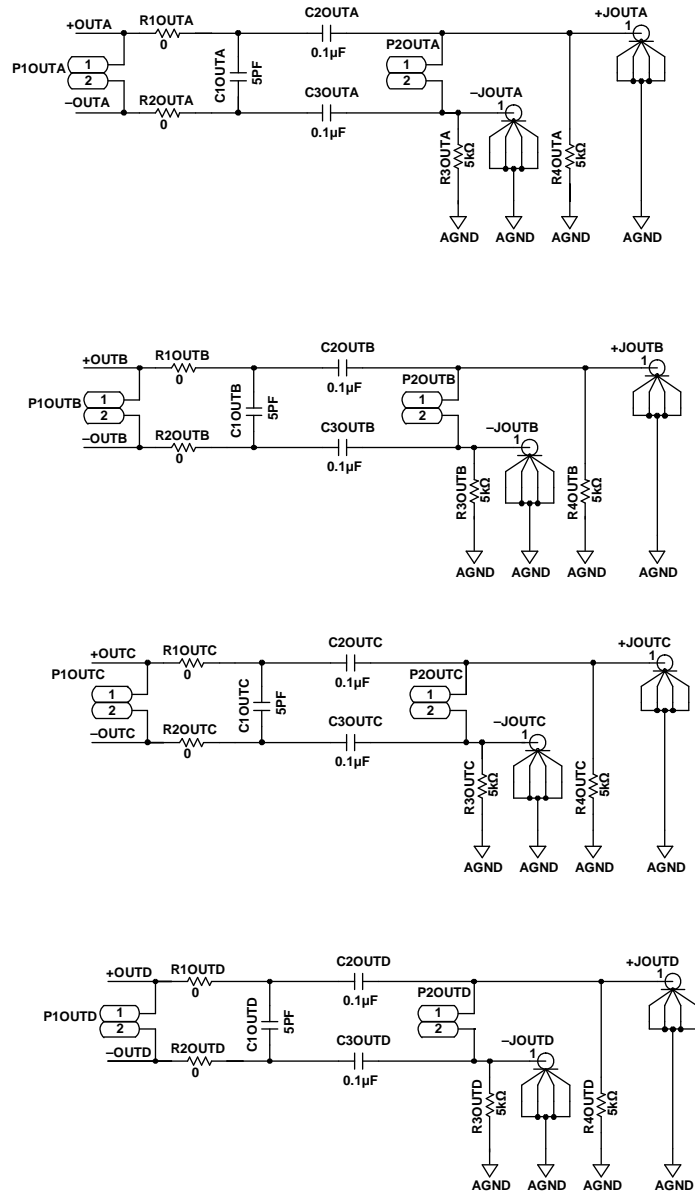 +OUTA R1OUTA C2OUTA +JOUTA
0 0.1µF 1
P1OUTA 1 2
C1OUTA 5PF
P2OUTA 1 2
–OUTA R2OUTA C3OUTA –JOUTA
0 0.1µF 1
R3OUTA 5kΩ
R4OUTA 5kΩ
AGND AGND AGND AGND
+OUTB R1OUTB C2OUTB +JOUTB
0 0.1µF 1
P1OUTB 1 2
C1OUTB 5PF
P2OUTB 1 2
–OUTB R2OUTB C3OUTB –JOUTB
0 0.1µF 1
R3OUTB 5kΩ
R4OUTB 5kΩ
AGND AGND AGND AGND
+OUTC R1OUTC C2OUTC +JOUTC
0 0.1µF 1
P1OUTC 1 2
C1OUTC 5PF
P2OUTC 1 2
–OUTC R2OUTC C3OUTC –JOUTC
0 0.1µF 1
R3OUTC 5kΩ
R4OUTC 5kΩ
AGND AGND AGND AGND
+OUTD R1OUTD C2OUTD +JOUTD
0 0.1µF 1
P1OUTD 1 2
C1OUTD 5PF
P2OUTD 1 2
–OUTD R2OUTD C3OUTD –JOUTD
0 0.1µF 1
R3OUTD 5kΩ
R4OUTD 5kΩ
AGND AGND AGND AGND